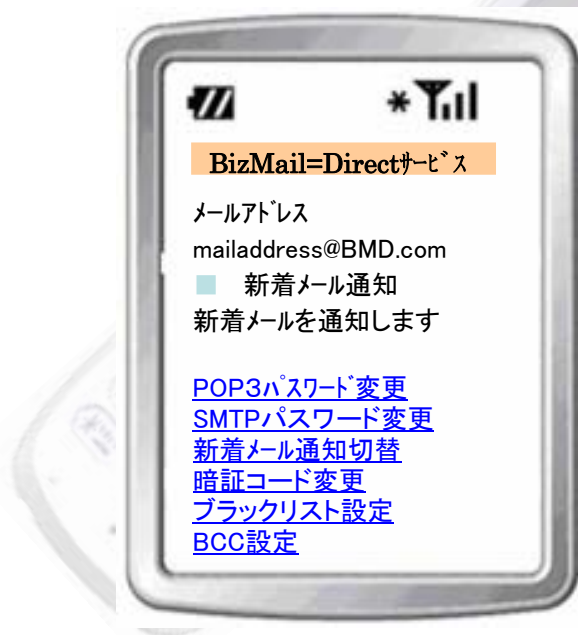 BizMail=Directｻｰﾋﾞｽ
ﾒｰﾙｱﾄﾞﾚｽ
mailaddress@BMD.com
■ 新着ﾒｰﾙ通知
新着ﾒｰﾙを通知します
POP3ﾊﾟｽﾜｰﾄﾞ変更
SMTPパスワード変更
新着ﾒｰﾙ通知切替
暗証コード変更
ブラックリスト設定
BCC設定